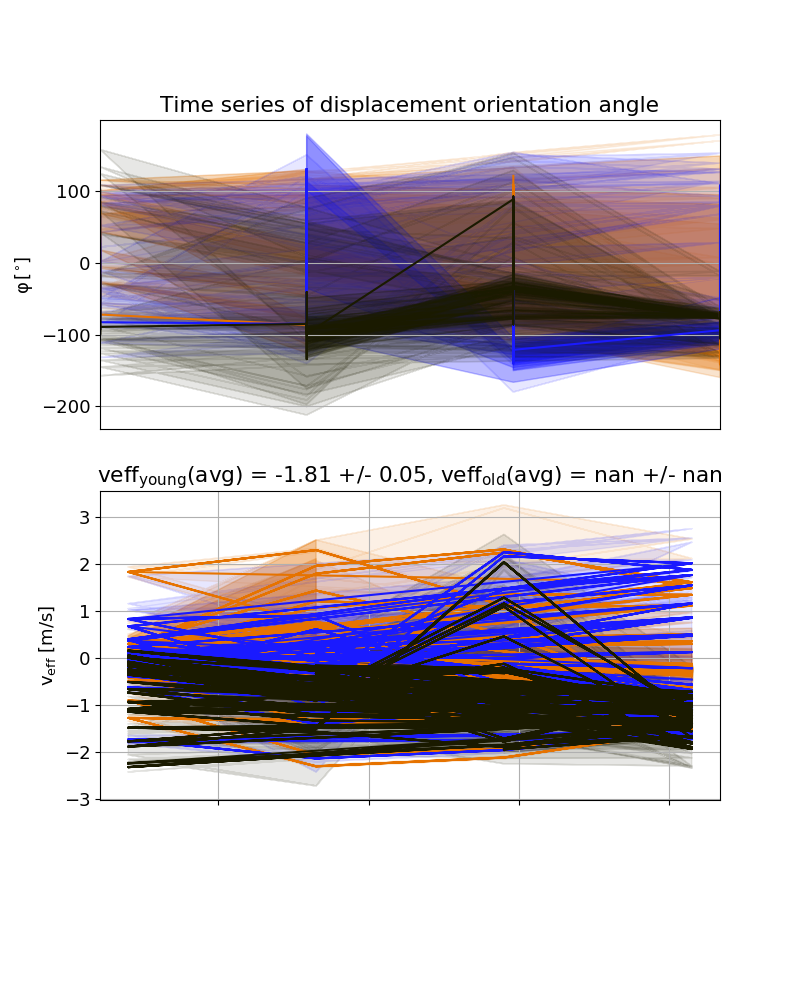 Time series of displacement orientation angle
φ [°]
100
0
−100
−200
veff_young(avg) = -1.81 +/- 0.05, veff_old(avg) = nan +/- nan
v_eff [m/s]
3
2
1
0
−1
−2
−3